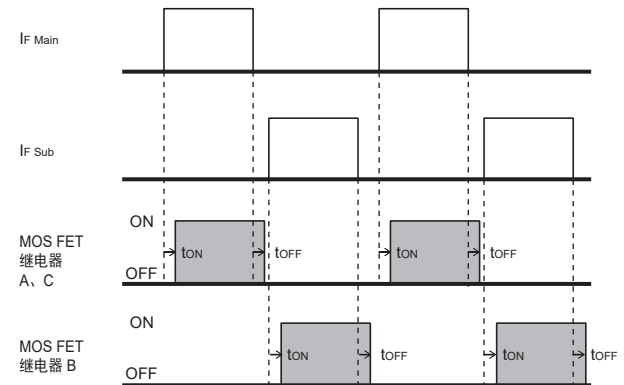 IF Main
IF Sub
ON
MOS FET
继电器
A、C
OFF
tON
tOFF
tON
tOFF
ON
MOS FET
继电器 B
OFF
tON
tOFF
tON
tOFF